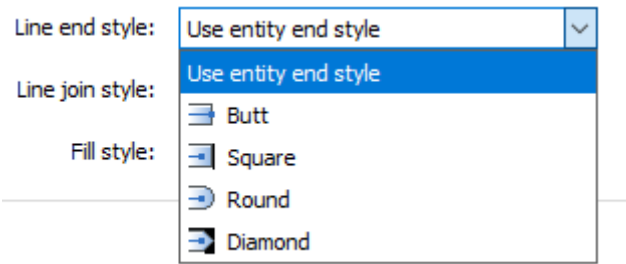 Line end style: Use entity end style
Use entity end style
Line join style:
Butt
Fill style: Square
Round
Diamond